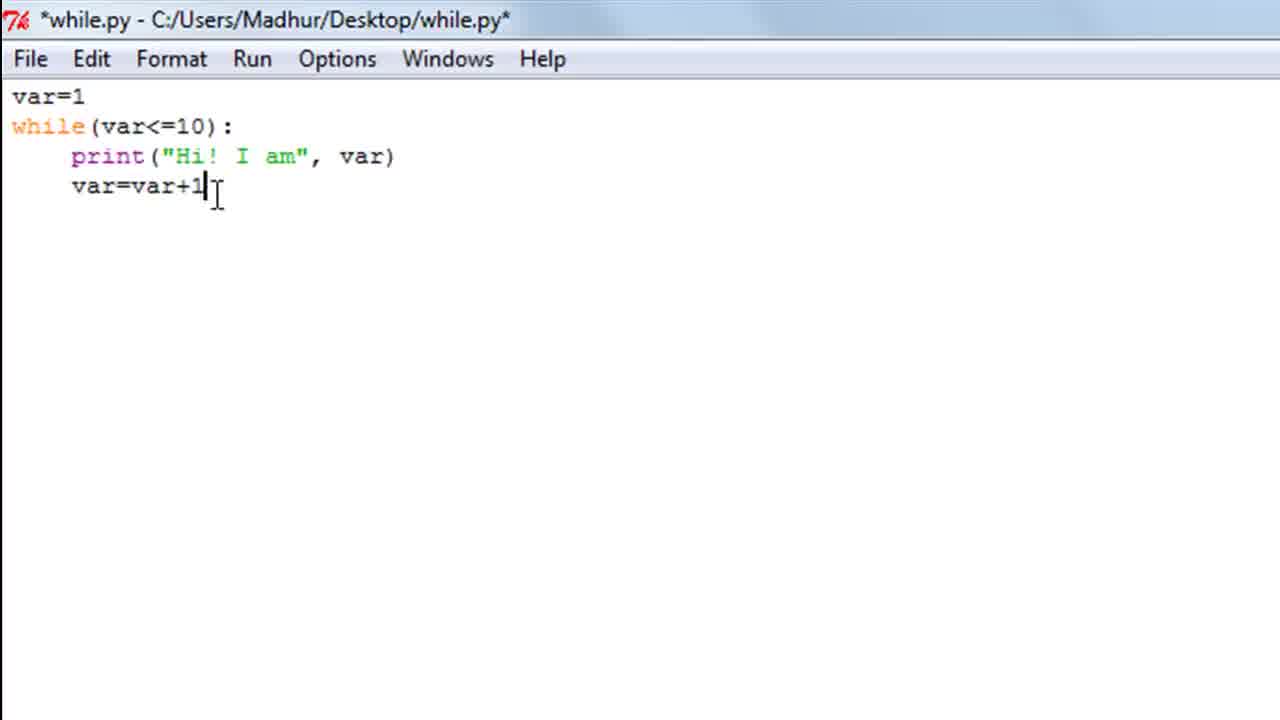 *while.py - C:/Users/Madhur/Desktop/while.py*
File Edit Format Run Options Windows Help
var=1
while(var<=10):
    print("Hi! I am", var)
    var=var+1